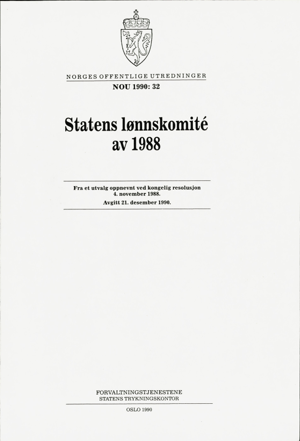 NORGES OFFENTLIGE UTREDNINGER
NOU 1990: 32
Statens lønnskomité
av 1988
Fra et utvalg oppnevnt ved kongelig resolusjon
4. november 1988.
Avgitt 21. desember 1990.
FORVALTNINGSTJENESTENE
STATENS TRYKNINGSKONTOR
OSLO 1990